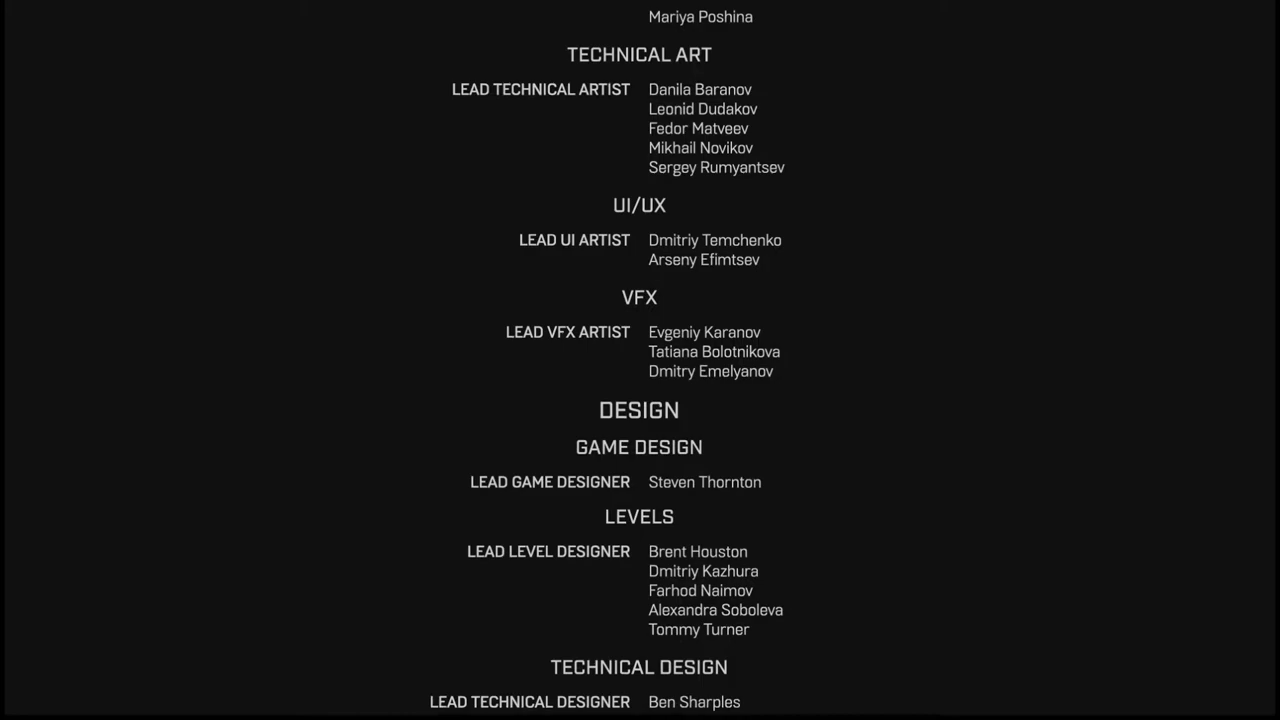 Mariya Poshina
TECHNICAL ART
LEAD TECHNICAL ARTIST Danila Baranov
Leonid Dudakov
Fedor Matveev
Mikhail Novikov
Sergey Rumyantsev
UI/UX
LEAD UI ARTIST Dmitriy Temchenko
Arseny Efimtsev
VFX
LEAD VFX ARTIST Evgeniy Karanov
Tatiana Bolotnikova
Dmitry Emelyanov
DESIGN
GAME DESIGN
LEAD GAME DESIGNER Steven Thornton
LEVELS
LEAD LEVEL DESIGNER Brent Houston
Dmitriy Kazhura
Farhod Naimov
Alexandra Soboleva
Tommy Turner
TECHNICAL DESIGN
LEAD TECHNICAL DESIGNER Ben Sharples